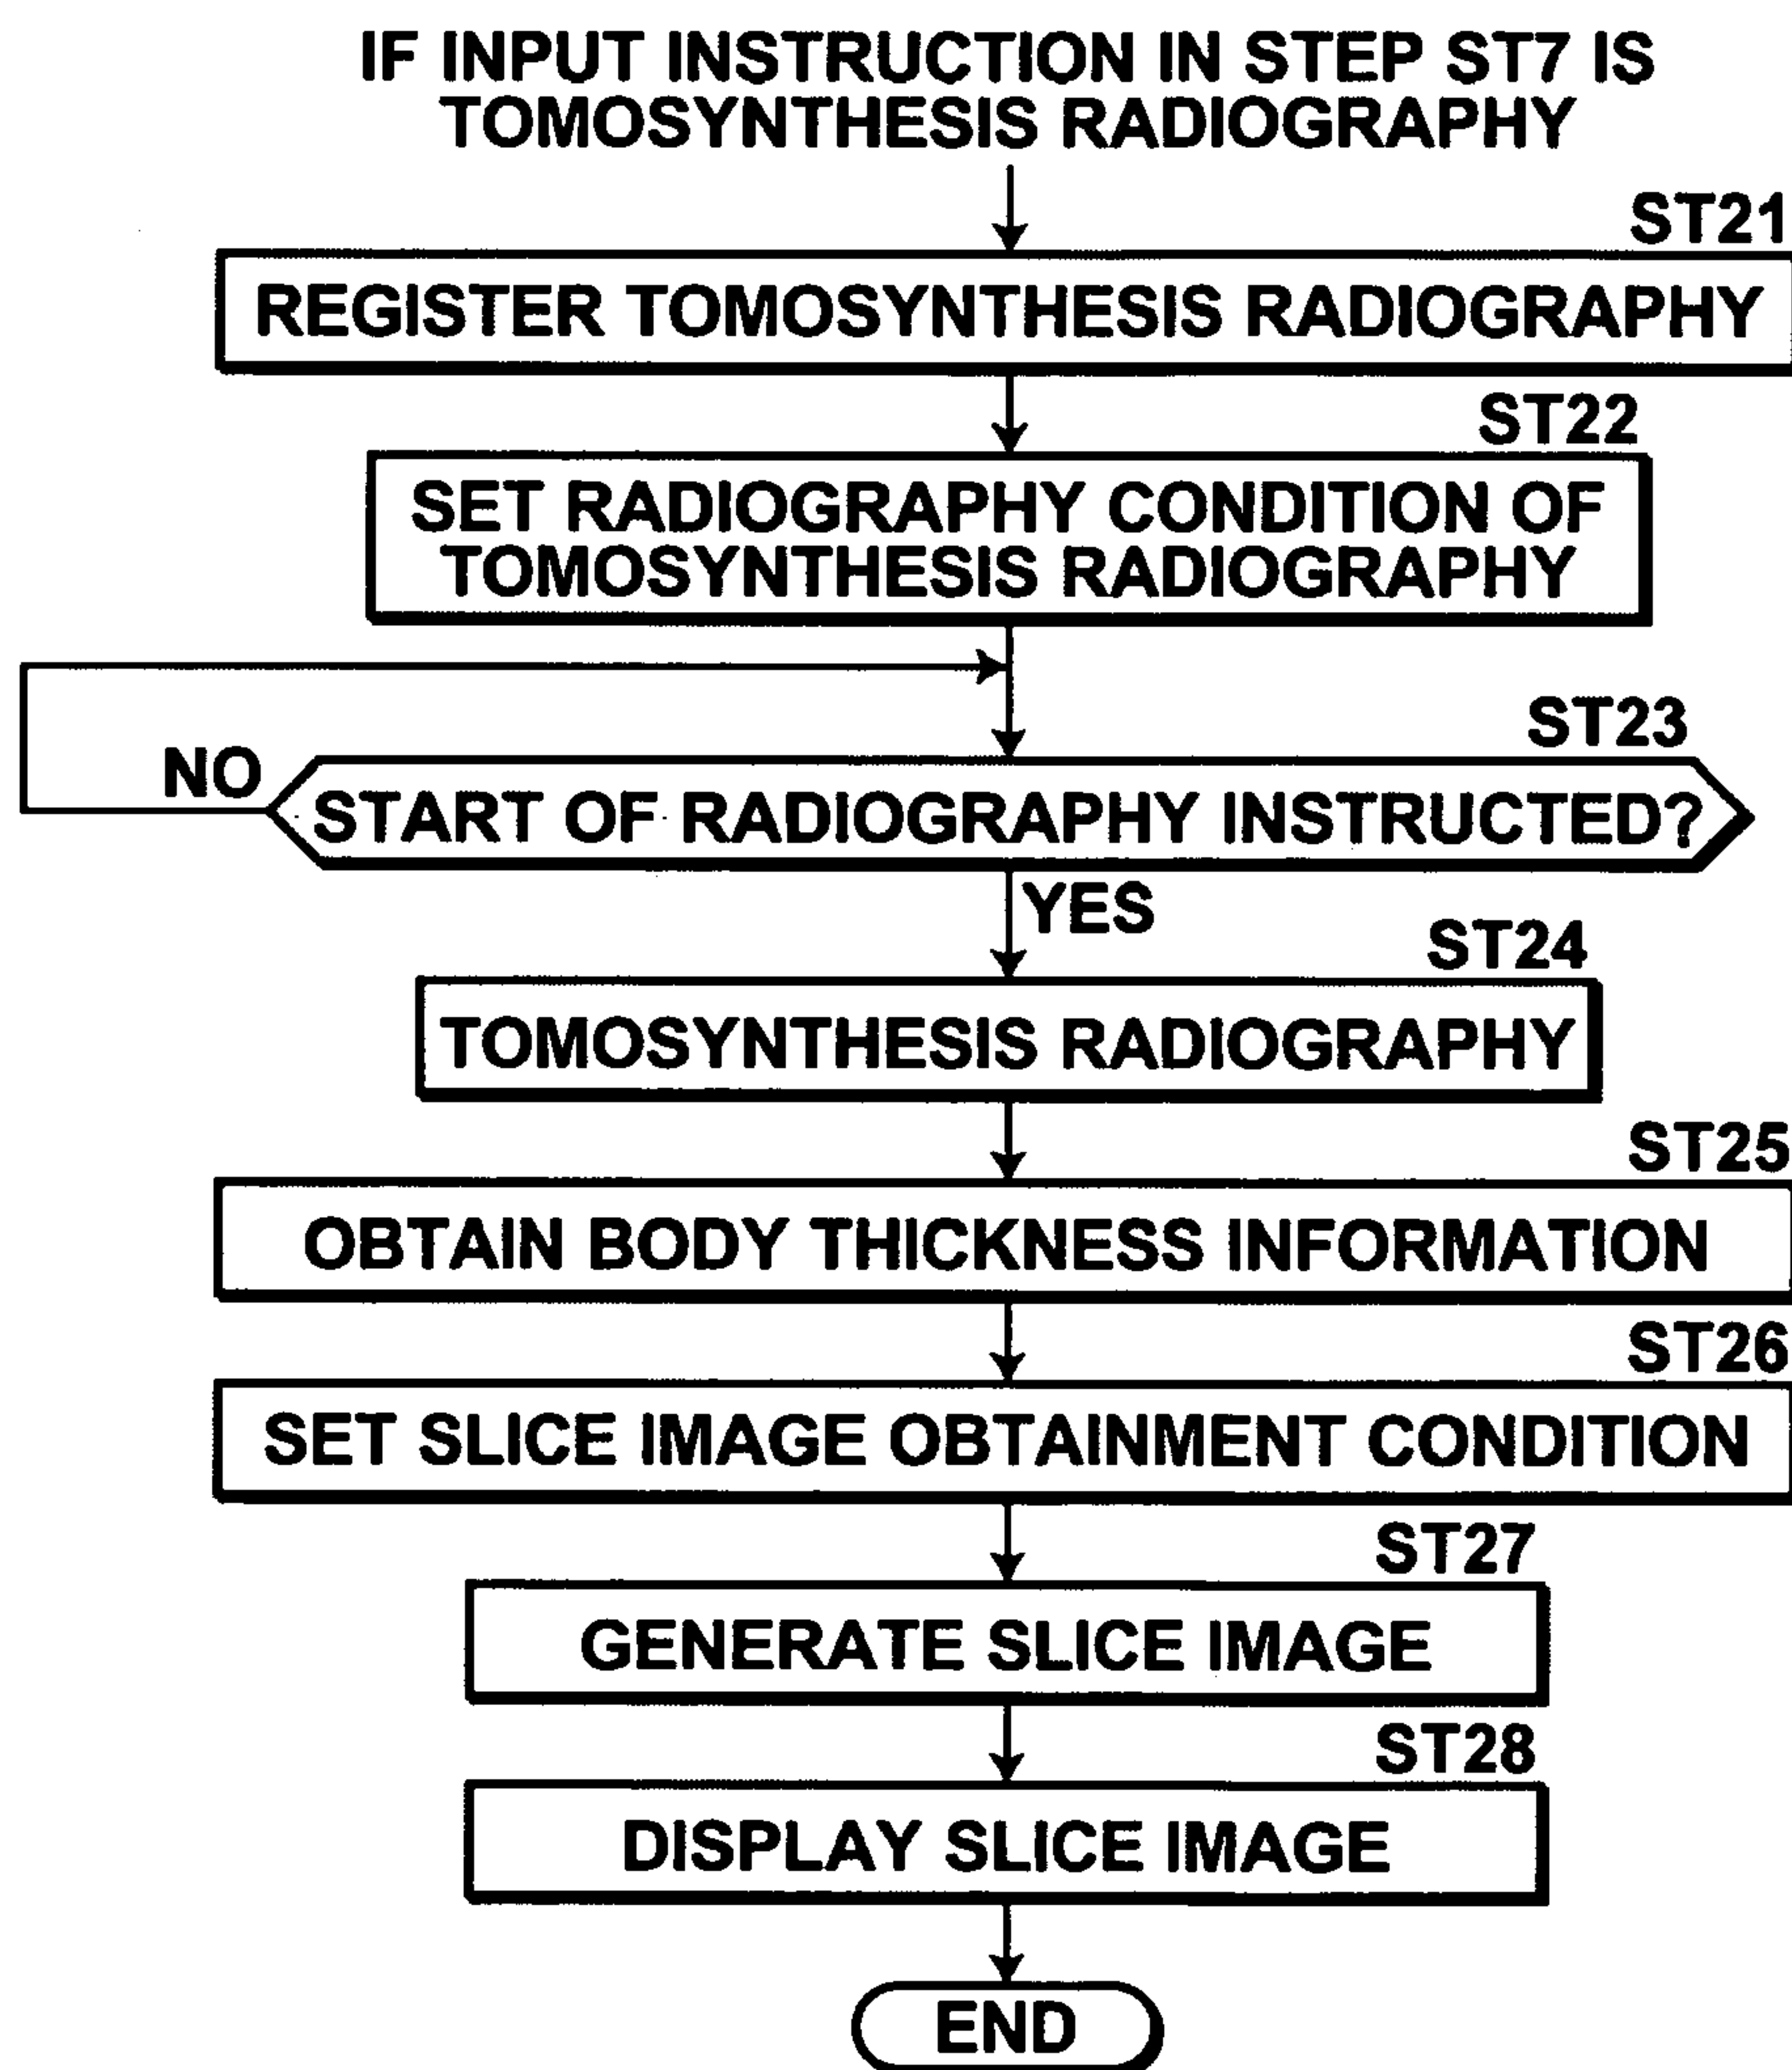 IF INPUT INSTRUCTION IN STEP ST7 IS
TOMOSYNTHESIS RADIOGRAPHY
ST21
REGISTER TOMOSYNTHESIS RADIOGRAPHY
ST22
SET RADIOGRAPHY CONDITION OF
TOMOSYNTHESIS RADIOGRAPHY
ST23
NO
START OF RADIOGRAPHY INSTRUCTED?
YES
ST24
TOMOSYNTHESIS RADIOGRAPHY
ST25
OBTAIN BODY THICKNESS INFORMATION
ST26
SET SLICE IMAGE OBTAINMENT CONDITION
ST27
GENERATE SLICE IMAGE
ST28
DISPLAY SLICE IMAGE
END